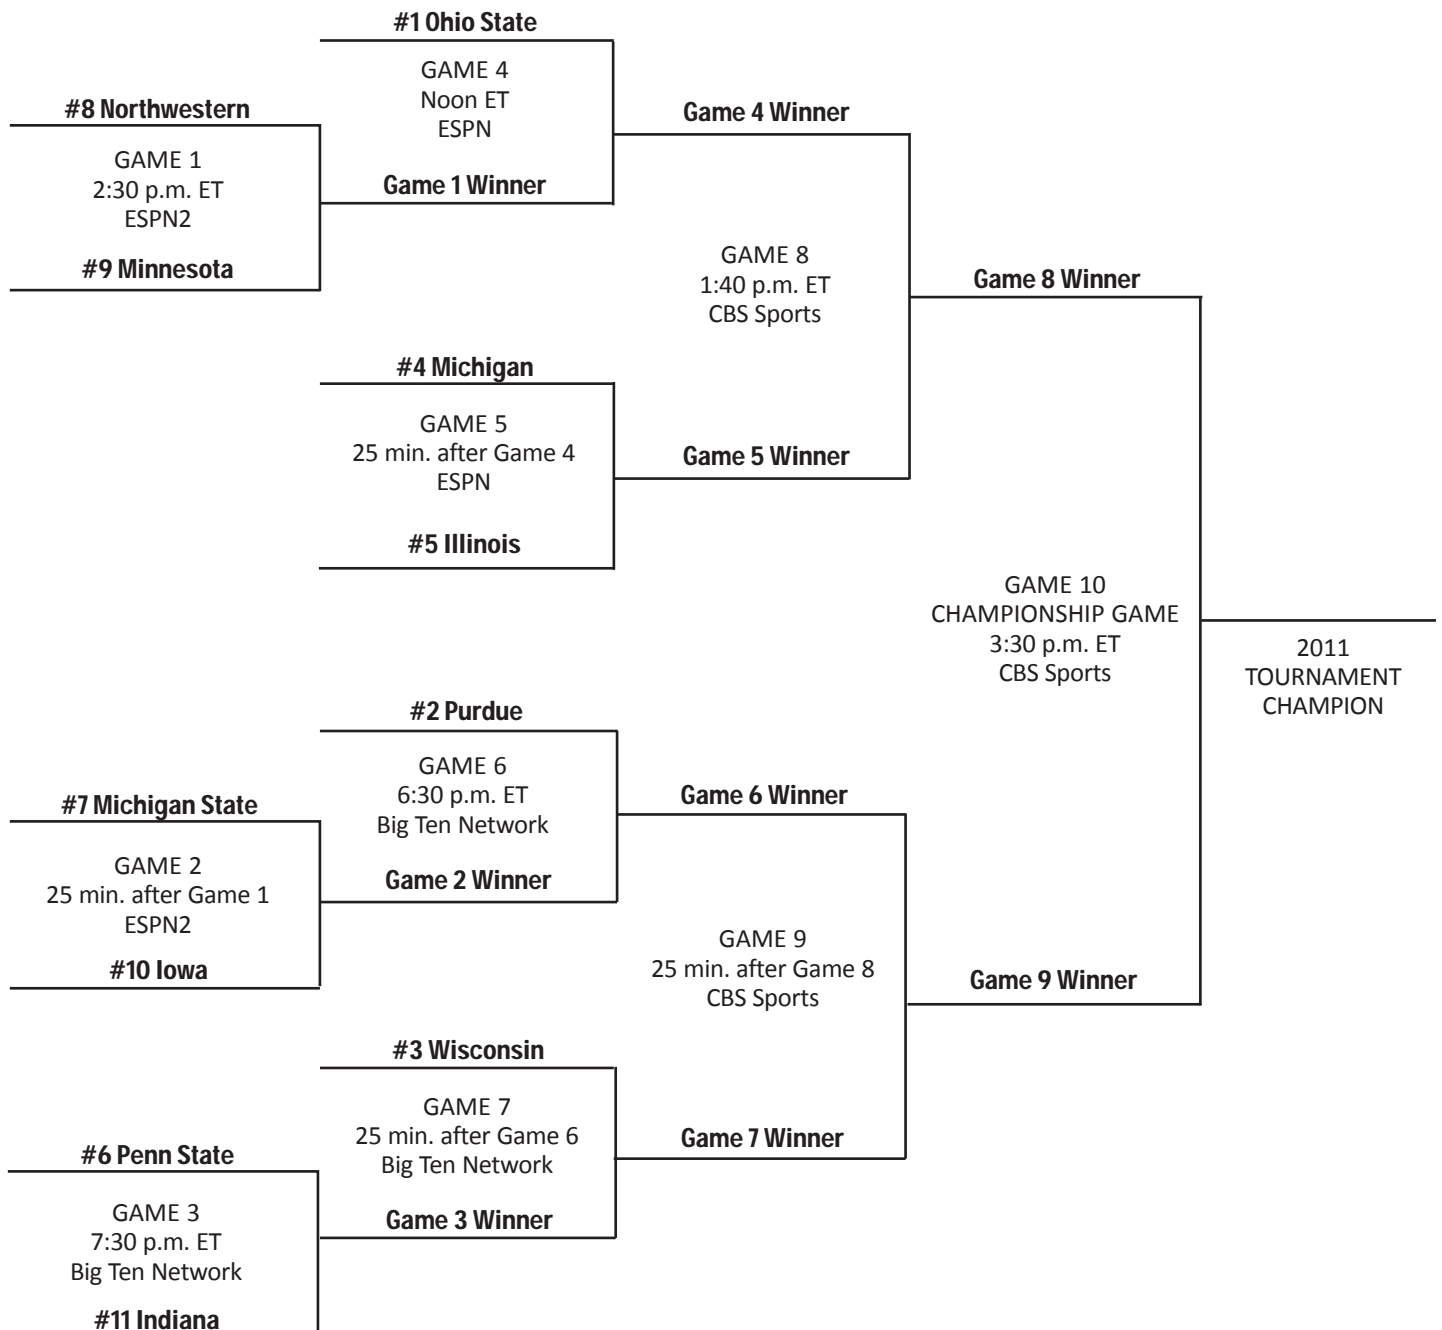 #1 Ohio State
GAME 4
Noon ET
ESPN
#8 Northwestern
Game 4 Winner
GAME 1
2:30 p.m. ET
ESPN2
Game 1 Winner
#9 Minnesota
GAME 8
1:40 p.m. ET
CBS Sports
Game 8 Winner
#4 Michigan
GAME 5
25 min. after Game 4
ESPN
Game 5 Winner
#5 Illinois
GAME 10
CHAMPIONSHIP GAME
3:30 p.m. ET
CBS Sports
2011
TOURNAMENT
CHAMPION
#2 Purdue
GAME 6
6:30 p.m. ET
Big Ten Network
Game 6 Winner
#7 Michigan State
GAME 2
25 min. after Game 1
ESPN2
Game 2 Winner
#10 Iowa
GAME 9
25 min. after Game 8
CBS Sports
Game 9 Winner
#3 Wisconsin
GAME 7
25 min. after Game 6
Big Ten Network
Game 7 Winner
#6 Penn State
GAME 3
7:30 p.m. ET
Big Ten Network
Game 3 Winner
#11 Indiana